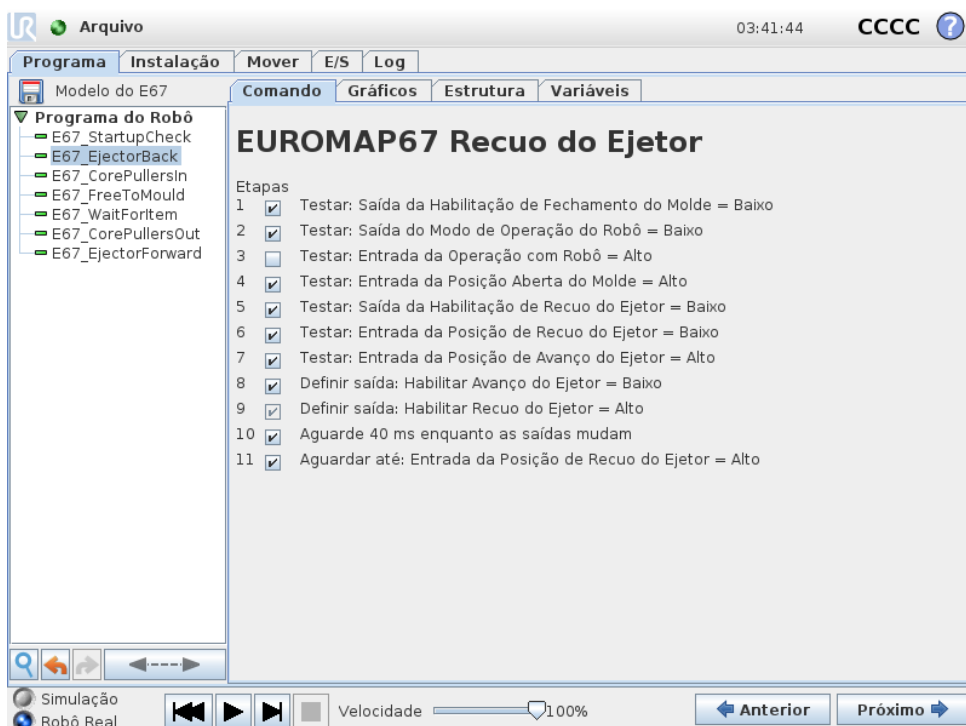 UR Arquivo 03:41:44 CCCC ?
Programa Instalação Mover E/S Log
Modelo do E67 Comando Gráficos Estrutura Variáveis
Programa do Robô
E67_StartupCheck
E67_EjectorBack
E67_CorePullersIn
E67_FreeToMould
E67_WaitForItem
E67_CorePullersOut
E67_EjectorForward
EUROMAP67 Recuo do Ejetor
Etapas
1 Testar: Saída da Habilitação de Fechamento do Molde = Baixo
2 Testar: Saída do Modo de Operação do Robô = Baixo
3 Testar: Entrada da Operação com Robô = Alto
4 Testar: Entrada da Posição Aberta do Molde = Alto
5 Testar: Saída da Habilitação de Recuo do Ejetor = Baixo
6 Testar: Entrada da Posição de Recuo do Ejetor = Baixo
7 Testar: Entrada da Posição de Avanço do Ejetor = Alto
8 Definir saída: Habilitar Avanço do Ejetor = Baixo
9 Definir saída: Habilitar Recuo do Ejetor = Alto
10 Aguarde 40 ms enquanto as saídas mudam
11 Aguardar até: Entrada da Posição de Recuo do Ejetor = Alto
Simulação
Robô Real
Velocidade 100%
Anterior Próximo